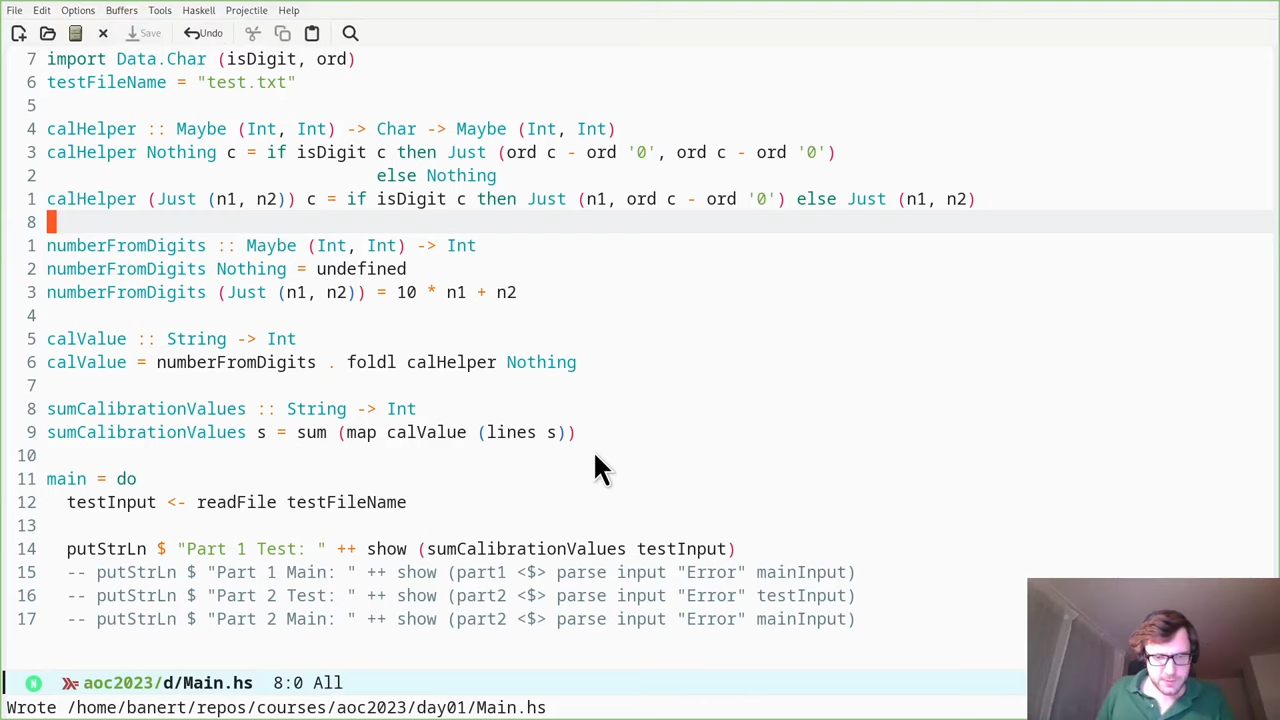 File Edit Options Buffers Tools Haskell Projectile Help
Save Undo
7 import Data.Char (isDigit, ord)
6 testFileName = "test.txt"
5
4 calHelper :: Maybe (Int, Int) -> Char -> Maybe (Int, Int)
3 calHelper Nothing c = if isDigit c then Just (ord c - ord '0', ord c - ord '0')
2 else Nothing
1 calHelper (Just (n1, n2)) c = if isDigit c then Just (n1, ord c - ord '0') else Just (n1, n2)
8
1 numberFromDigits :: Maybe (Int, Int) -> Int
2 numberFromDigits Nothing = undefined
3 numberFromDigits (Just (n1, n2)) = 10 * n1 + n2
4
5 calValue :: String -> Int
6 calValue = numberFromDigits . foldl calHelper Nothing
7
8 sumCalibrationValues :: String -> Int
9 sumCalibrationValues s = sum (map calValue (lines s))
10
11 main = do
12 testInput <- readFile testFileName
13
14 putStrLn $ "Part 1 Test: " ++ show (sumCalibrationValues testInput)
15 -- putStrLn $ "Part 1 Main: " ++ show (part1 <$> parse input "Error" mainInput)
16 -- putStrLn $ "Part 2 Test: " ++ show (part2 <$> parse input "Error" testInput)
17 -- putStrLn $ "Part 2 Main: " ++ show (part2 <$> parse input "Error" mainInput)
N aoc2023/d/Main.hs 8:0 All
Wrote /home/banert/repos/courses/aoc2023/day01/Main.hs